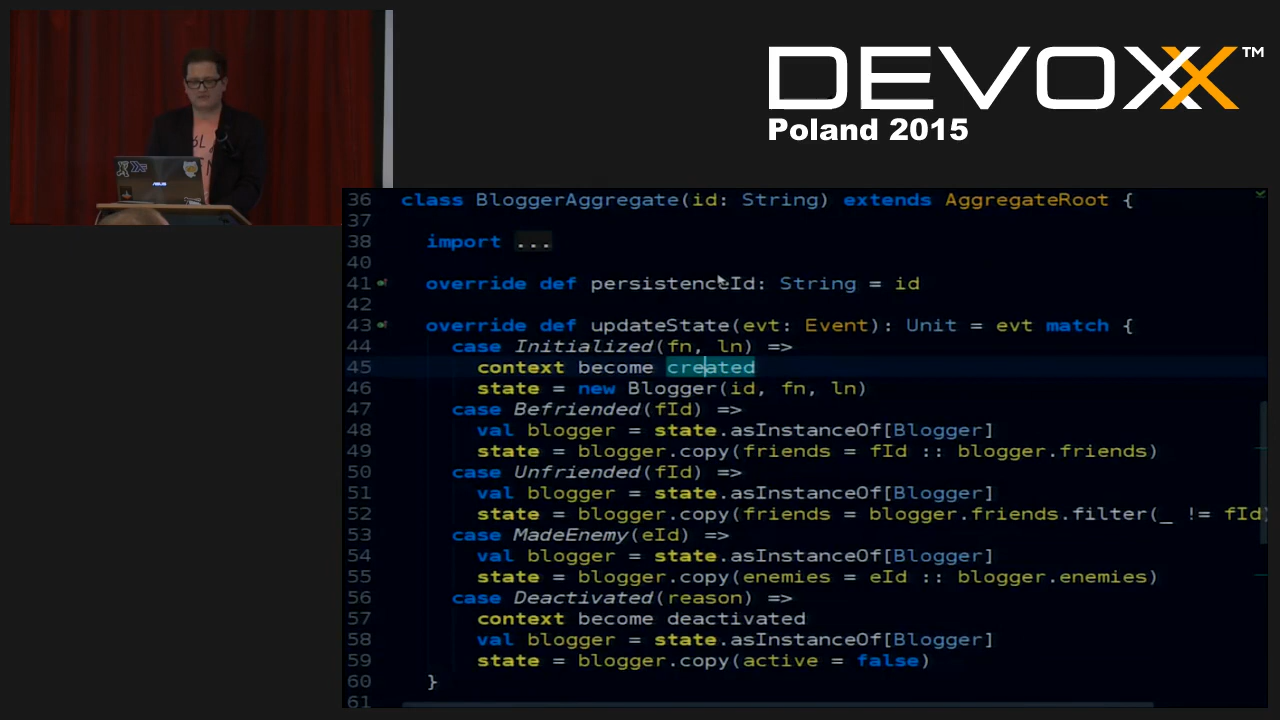 DEVOXX™
Poland 2015
36 class BloggerAggregate(id: String) extends AggregateRoot {
37
38 import ...
40
41 override def persistenceId: String = id
42
43 override def updateState(evt: Event): Unit = evt match {
44 case Initialized(fn, ln) =>
45 context become created
46 state = new Blogger(id, fn, ln)
47 case Befriended(fId) =>
48 val blogger = state.asInstanceOf[Blogger]
49 state = blogger.copy(friends = fId :: blogger.friends)
50 case Unfriended(fId) =>
51 val blogger = state.asInstanceOf[Blogger]
52 state = blogger.copy(friends = blogger.friends.filter(_ != fId)
53 case MadeEnemy(eId) =>
54 val blogger = state.asInstanceOf[Blogger]
55 state = blogger.copy(enemies = eId :: blogger.enemies)
56 case Deactivated(reason) =>
57 context become deactivated
58 val blogger = state.asInstanceOf[Blogger]
59 state = blogger.copy(active = false)
60 }
61